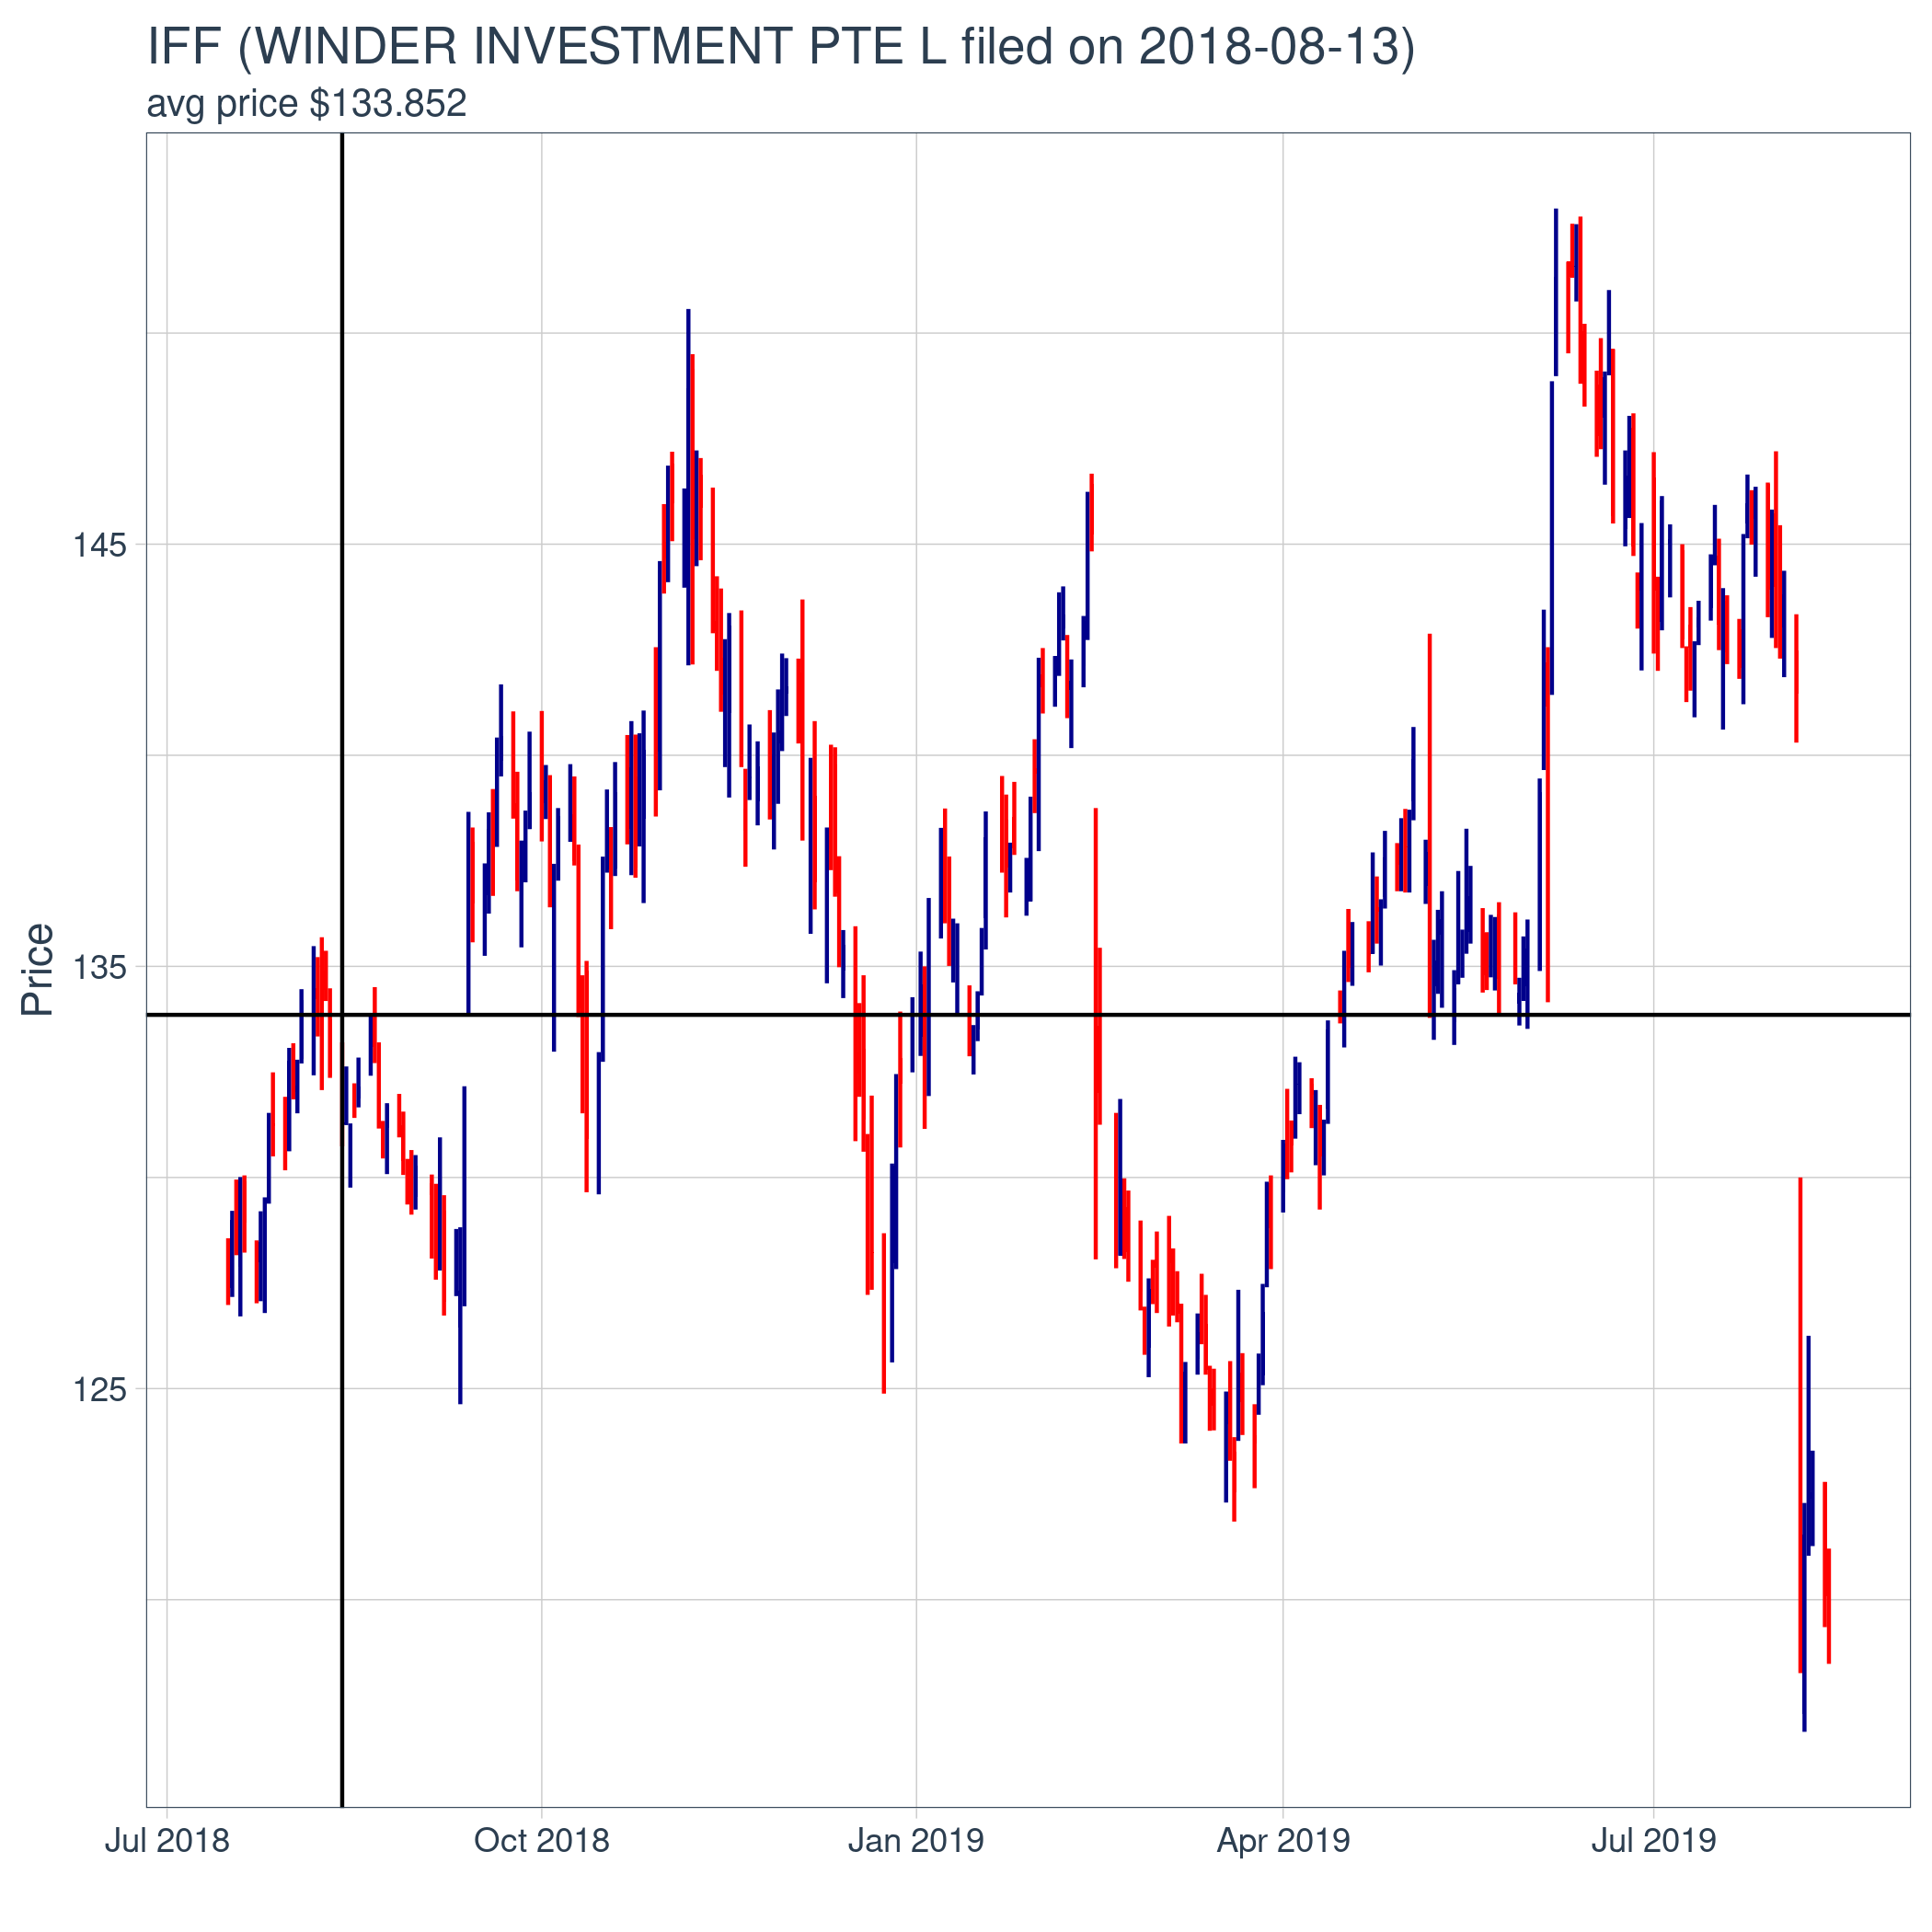 IFF (WINDER INVESTMENT PTE L filed on 2018-08-13)
avg price $133.852
145
135
125
Price
Jul 2018
Oct 2018
Jan 2019
Apr 2019
Jul 2019